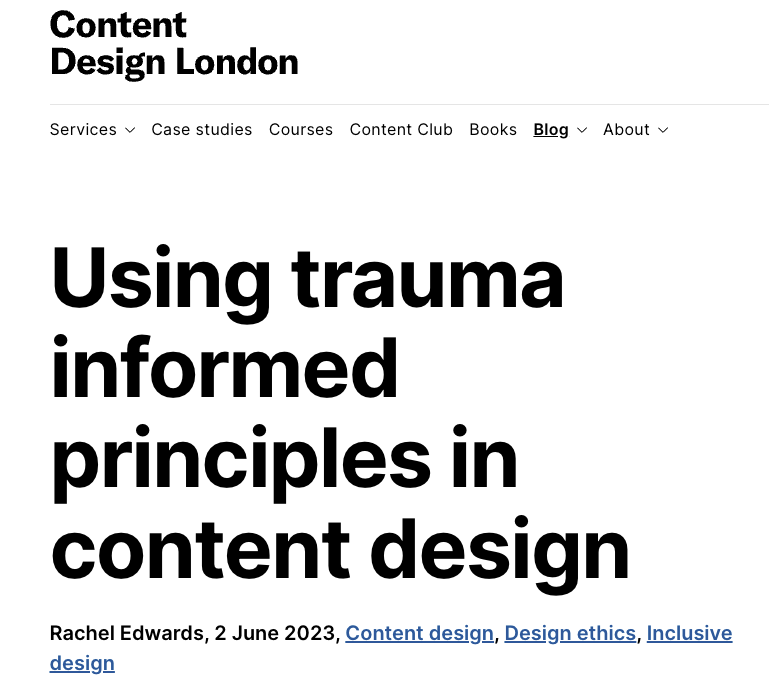 Content
Design London
Services Case studies Courses Content Club Books Blog About
Using trauma
informed
principles in
content design
Rachel Edwards, 2 June 2023, Content design, Design ethics, Inclusive
design